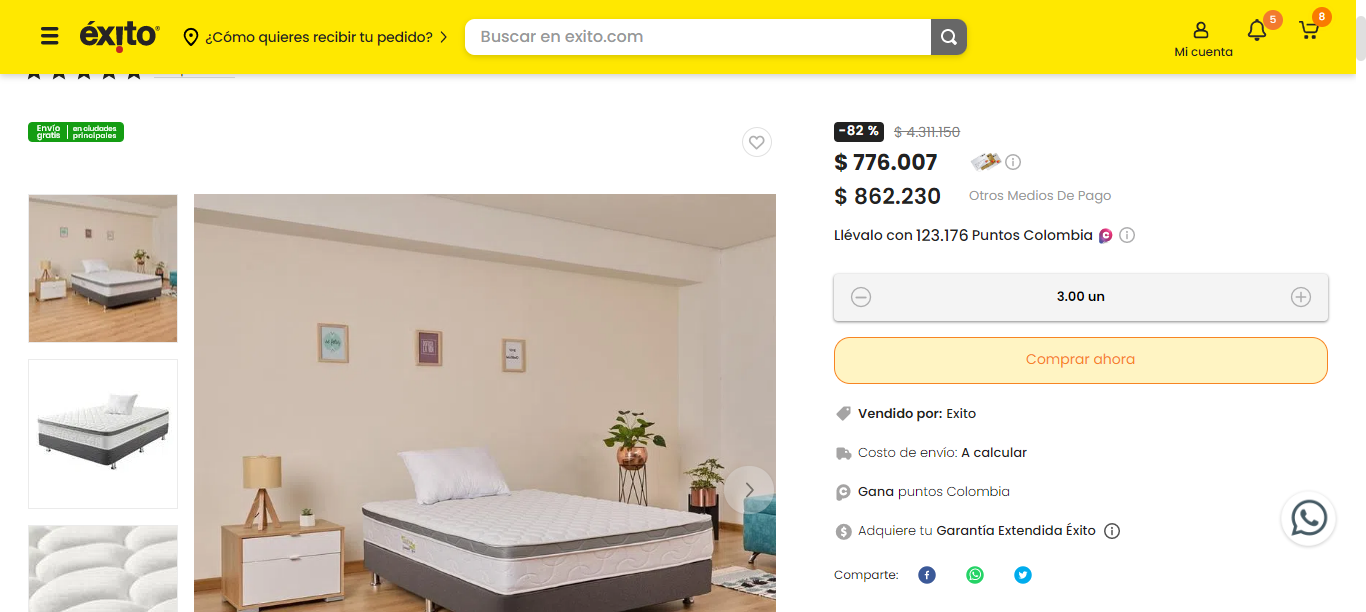 éxito
¿Cómo quieres recibir tu pedido?
Buscar en exito.com
Mi cuenta
5
8
Envío gratis
en ciudades principales
-82 % $ 4.311.150
$ 776.007
$ 862.230 Otros Medios De Pago
Llévalo con 123.176 Puntos Colombia
3.00 un
Comprar ahora
Vendido por: Exito
Costo de envío: A calcular
Gana puntos Colombia
Adquiere tu Garantía Extendida Éxito
Comparte: